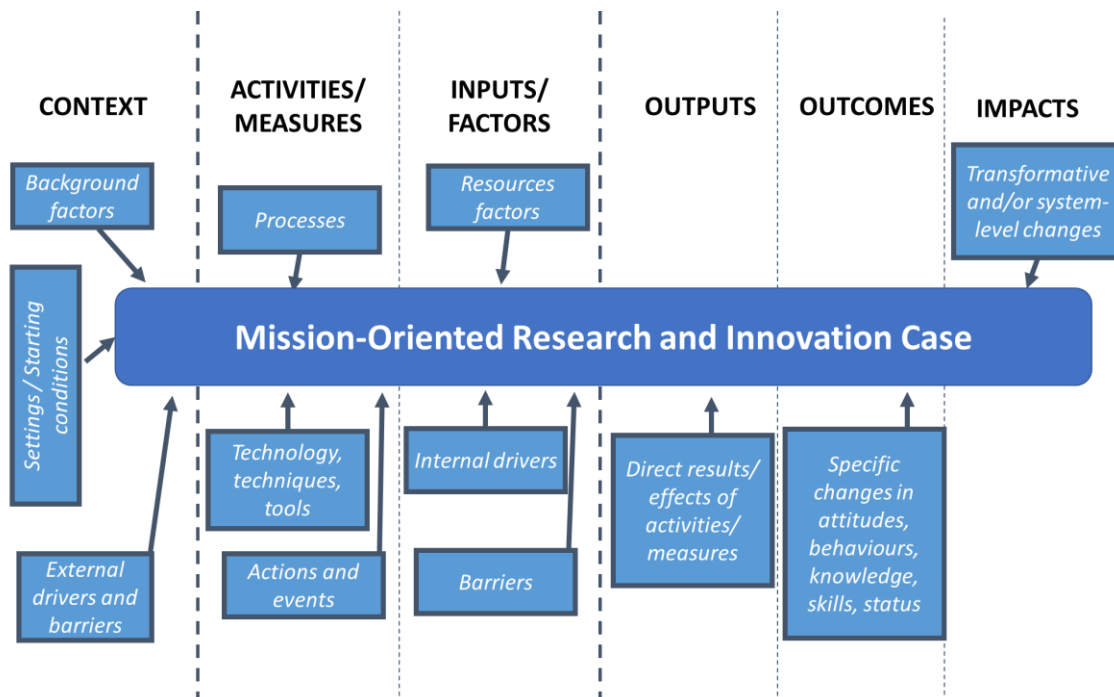 CONTEXT
ACTIVITIES/
MEASURES
INPUTS/
FACTORS
OUTPUTS
OUTCOMES
IMPACTS
Background
factors
Processes
Resources
factors
Transformative
and/or system-
level changes
Settings / Starting
conditions
Mission-Oriented Research and Innovation Case
Technology,
techniques,
tools
Internal drivers
Direct results/
effects of
activities/
measures
Specific
changes in
attitudes,
behaviours,
knowledge,
skills, status
External
drivers and
barriers
Actions and
events
Barriers